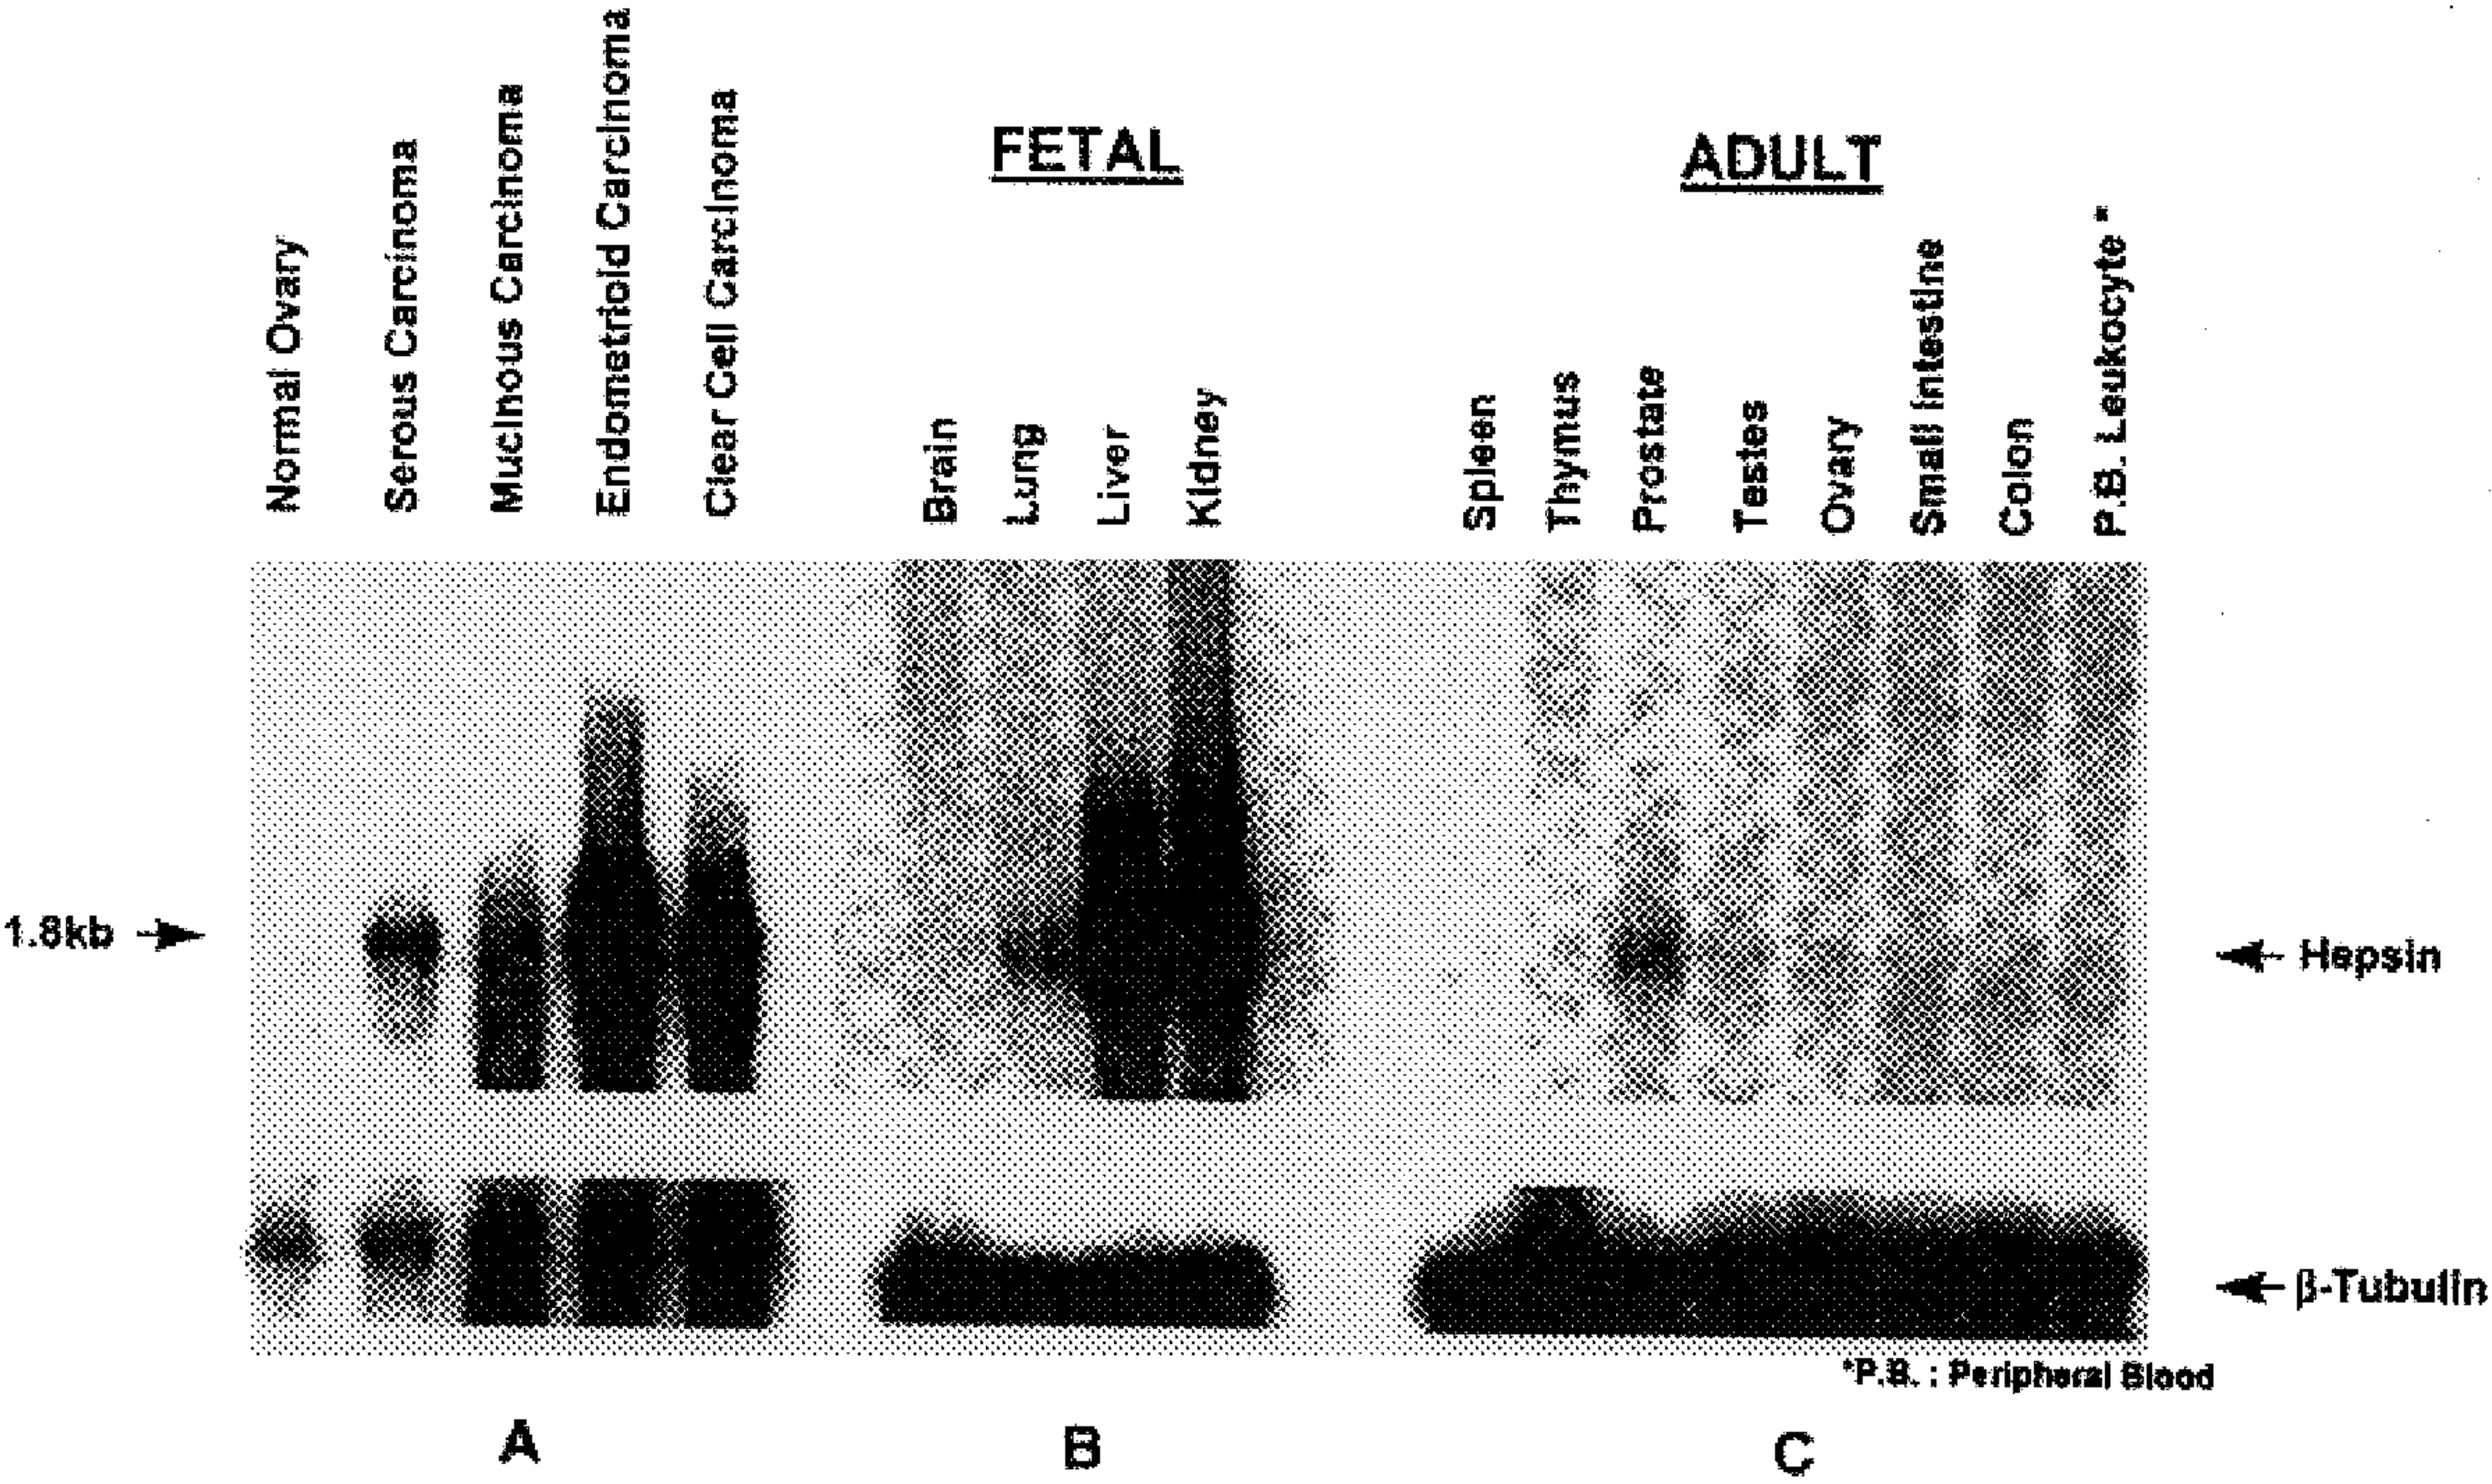 Normal Ovary
Serous Carcinoma
Mucinous Carcinoma
Endometrioid Carcinoma
Clear Cell Carcinoma
FETAL
Brain
Lung
Liver
Kidney
ADULT
Spleen
Thymus
Prostate
Testes
Ovary
Small Intestine
Colon
P.B. Leukocyte *
1.8kb
Hepsin
β-Tubulin
*P.B. : Peripheral Blood
A
B
C